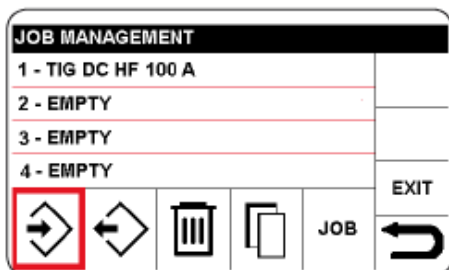 JOB MANAGEMENT
1 - TIG DC HF 100 A
2 - EMPTY
3 - EMPTY
4 - EMPTY
EXIT
JOB